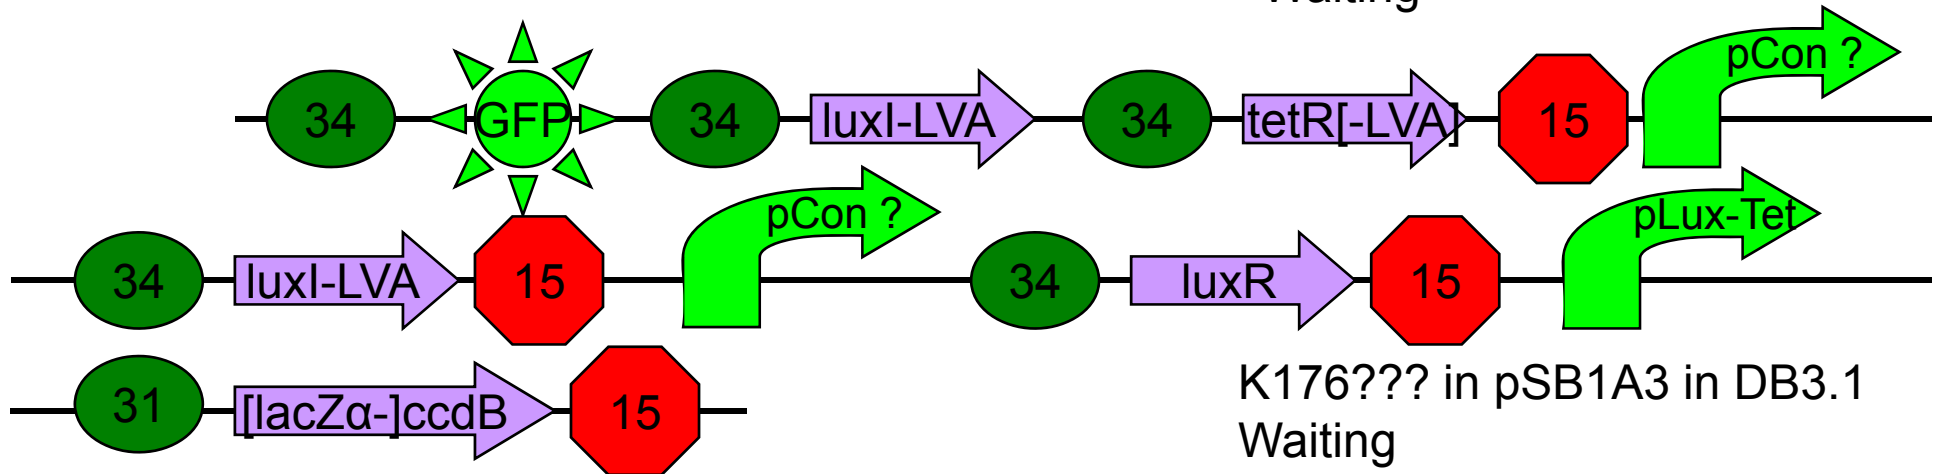 Waiting
34 GFP 34 luxI-LVA 34 tetR[-LVA] 15 pCon ?
34 luxI-LVA 15 pCon ? 34 luxR 15 pLux-Tet
31 [lacZα-]ccdB 15
K176??? in pSB1A3 in DB3.1
Waiting